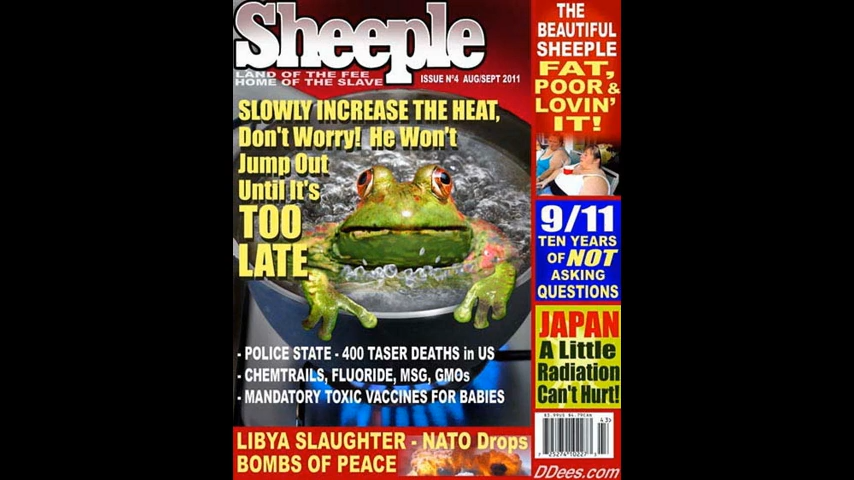 Sheeple
LAND OF THE FEE
HOME OF THE SLAVE
ISSUE Nº4 AUG/SEPT 2011
SLOWLY INCREASE THE HEAT,
Don't Worry! He Won't
Jump Out
Until It's
TOO
LATE
- POLICE STATE - 400 TASER DEATHS in US
- CHEMTRAILS, FLUORIDE, MSG, GMOs
- MANDATORY TOXIC VACCINES FOR BABIES
LIBYA SLAUGHTER - NATO Drops
BOMBS OF PEACE
THE
BEAUTIFUL
SHEEPLE
FAT,
POOR &
LOVIN'
IT!
9/11
TEN YEARS
OF NOT
ASKING
QUESTIONS
JAPAN
A Little
Radiation
Can't Hurt!
DDees.com